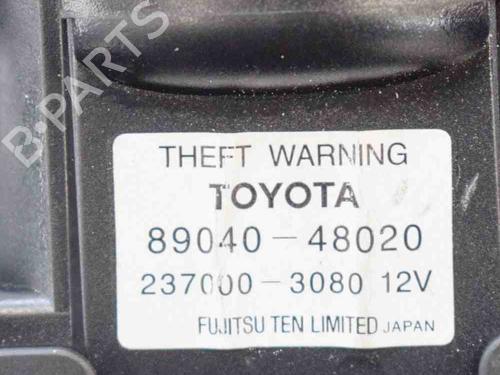 B-PARTS
THEFT WARNING
TOYOTA
89040-48020
237000-3080 12V
FUJITSU TEN LIMITED JAPAN